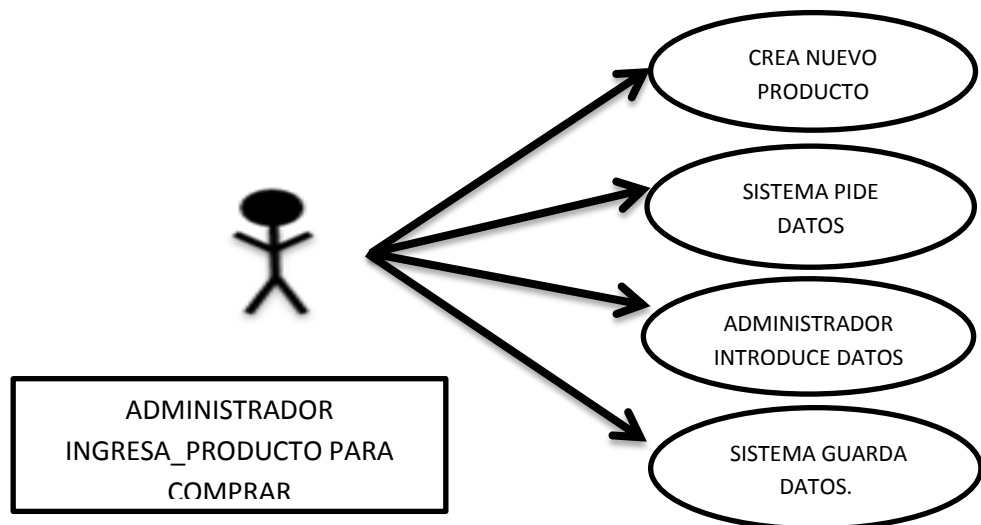 CREA NUEVO
PRODUCTO
SISTEMA PIDE
DATOS
ADMINISTRADOR
INTRODUCE DATOS
SISTEMA GUARDA
DATOS.
ADMINISTRADOR
INGRESA_PRODUCTO PARA
COMPRAR